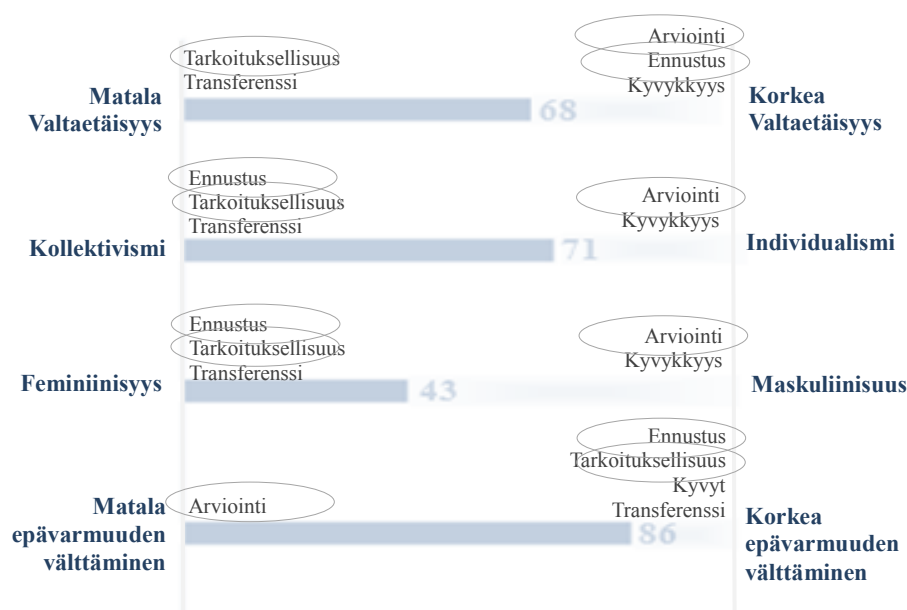 Tarkoituksellisuus
Transferenssi
Arviointi
Ennustus
Kyvykkyys
Matala
Valtaetäisyys
68
Korkea
Valtaetäisyys
Ennustus
Tarkoituksellisuus
Transferenssi
Arviointi
Kyvykkyys
Kollektivismi
71
Individualismi
Ennustus
Tarkoituksellisuus
Transferenssi
Arviointi
Kyvykkyys
Feminiinisyys
43
Maskuliinisuus
Ennustus
Tarkoituksellisuus
Kyvyt
Transferenssi
Matala
epävarmuuden
välttäminen
Arviointi
86
Korkea
epävarmuuden
välttäminen